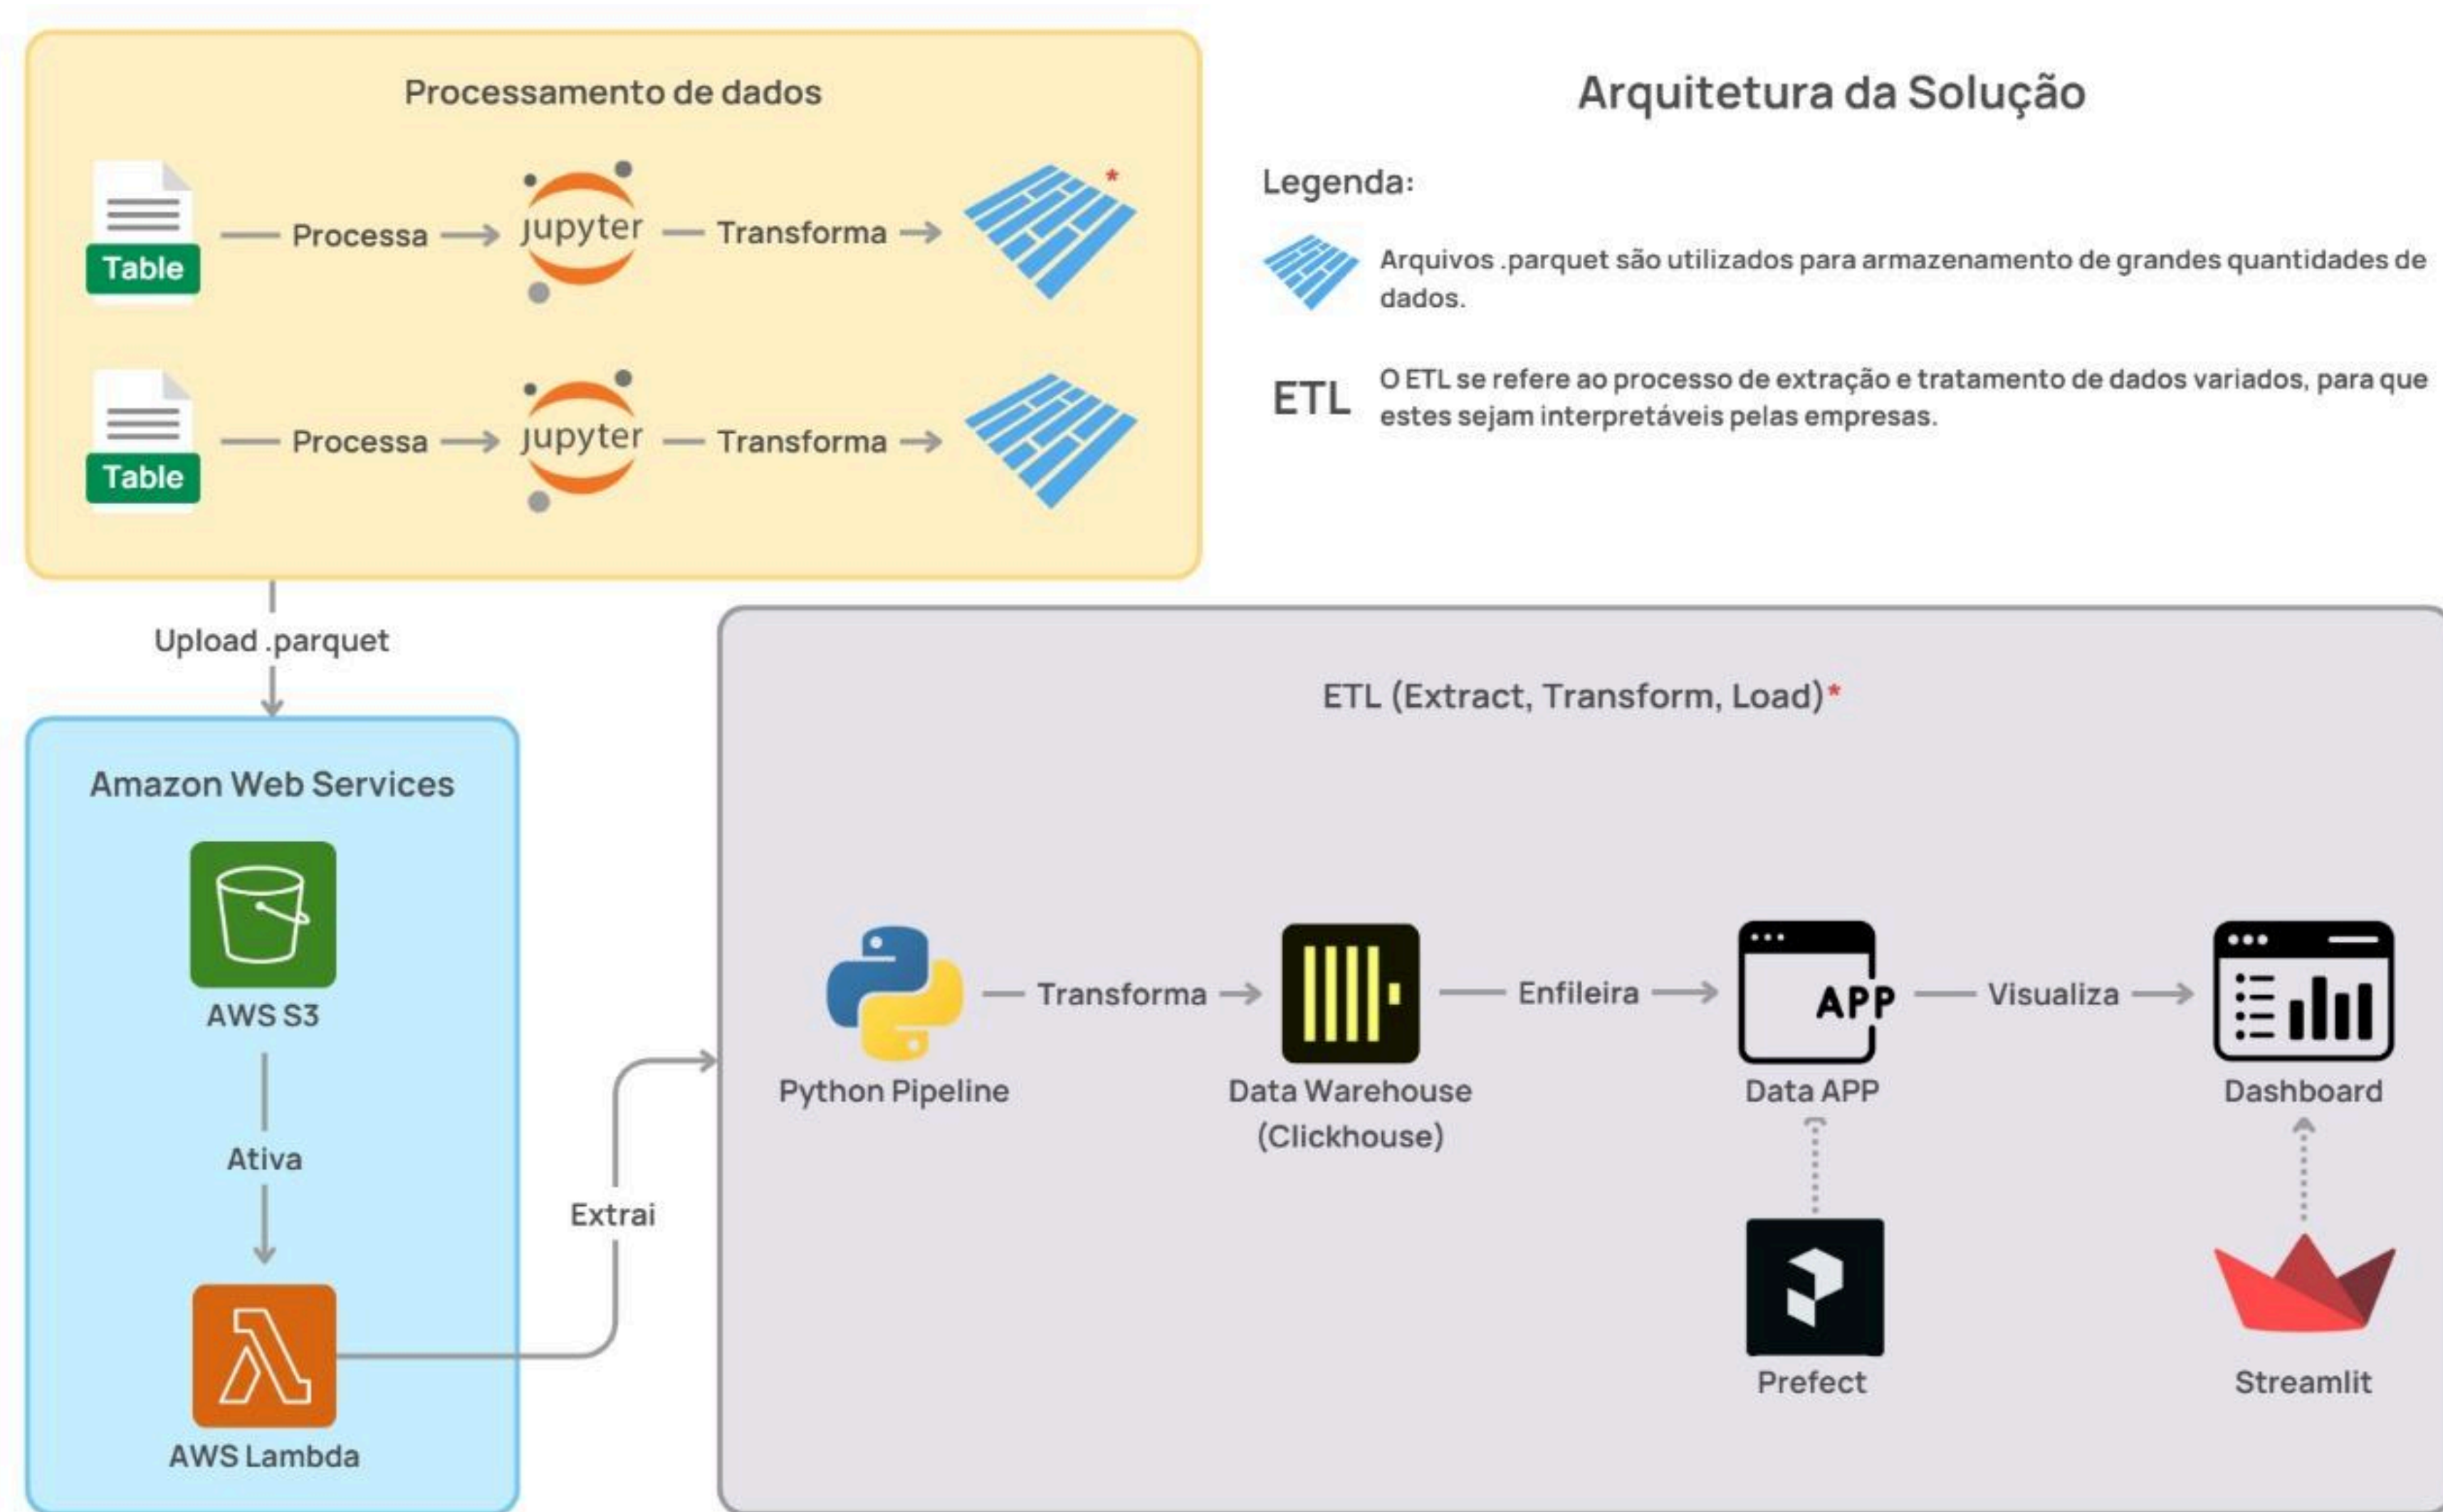 Processamento de dados
Table
Processa
jupyter
Transforma
*
Table
Processa
jupyter
Transforma
Arquitetura da Solução
Legenda:
Arquivos .parquet são utilizados para armazenamento de grandes quantidades de
dados.
ETL
O ETL se refere ao processo de extração e tratamento de dados variados, para que
estes sejam interpretáveis pelas empresas.
Upload .parquet
Amazon Web Services
AWS S3
Ativa
AWS Lambda
Extrai
ETL (Extract, Transform, Load)*
Python Pipeline
Transforma
Data Warehouse
(Clickhouse)
Enfileira
APP
Data APP
Visualiza
Dashboard
Prefect
Streamlit